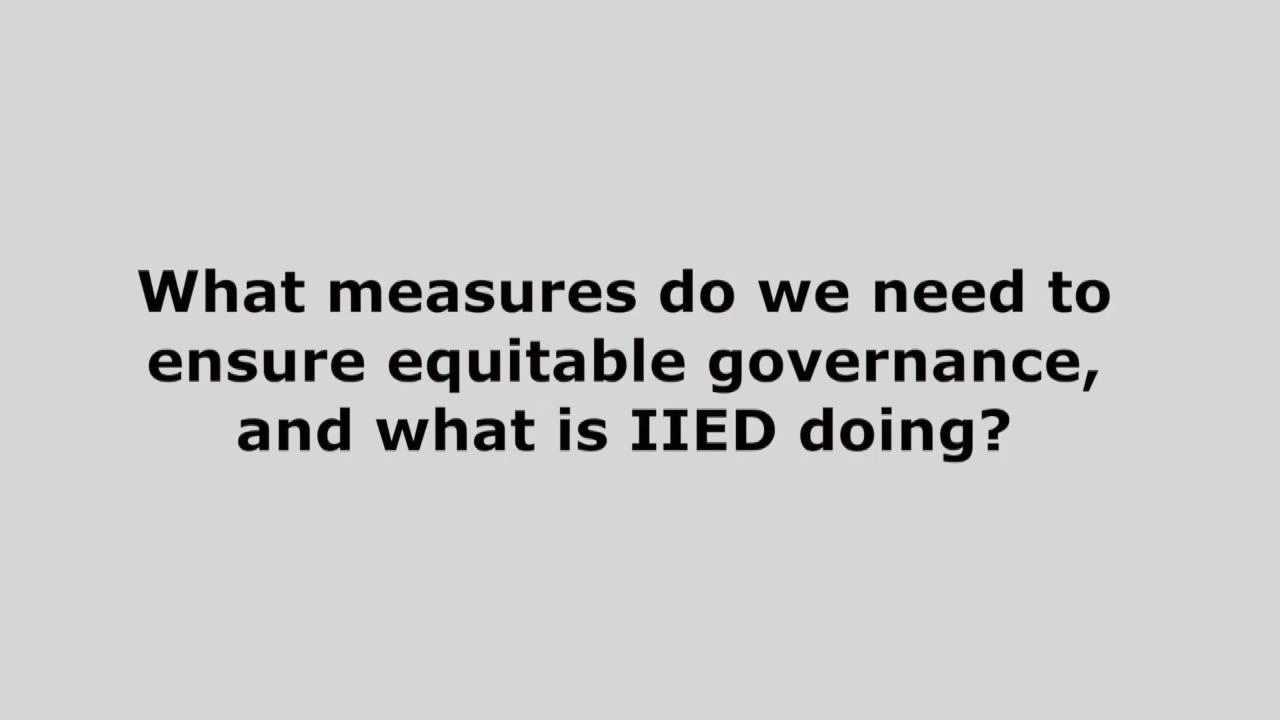 What measures do we need to
ensure equitable governance,
and what is IIED doing?